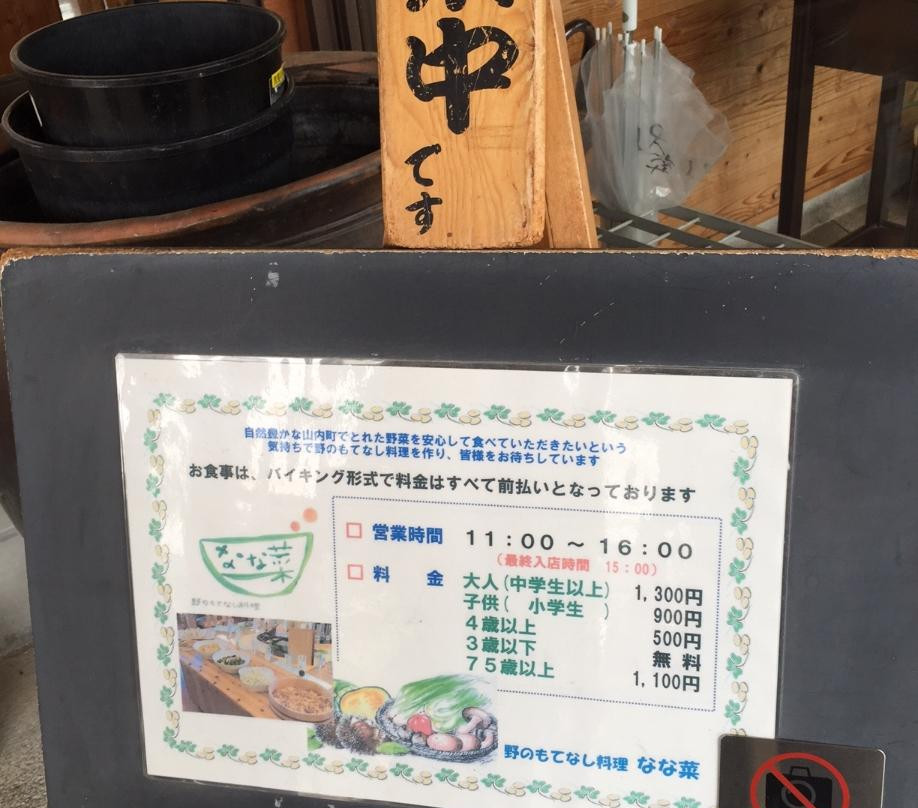 中
です
自然豊かな山内町でとれた野菜を安心して食べていただきたいという
気持ちで野のもてなし料理を作り、皆様をお待ちしています
お食事は、バイキング形式で料金はすべて前払いとなっております
なな菜
野のもてなし料理
□ 営業時間 11:00 ~ 16:00
(最終入店時間 15:00)
□ 料 金 大人(中学生以上) 1,300円
子供( 小学生 ) 900円
4歳以上 500円
3歳以下 無料
75歳以上 1,100円
野のもてなし料理 なな菜